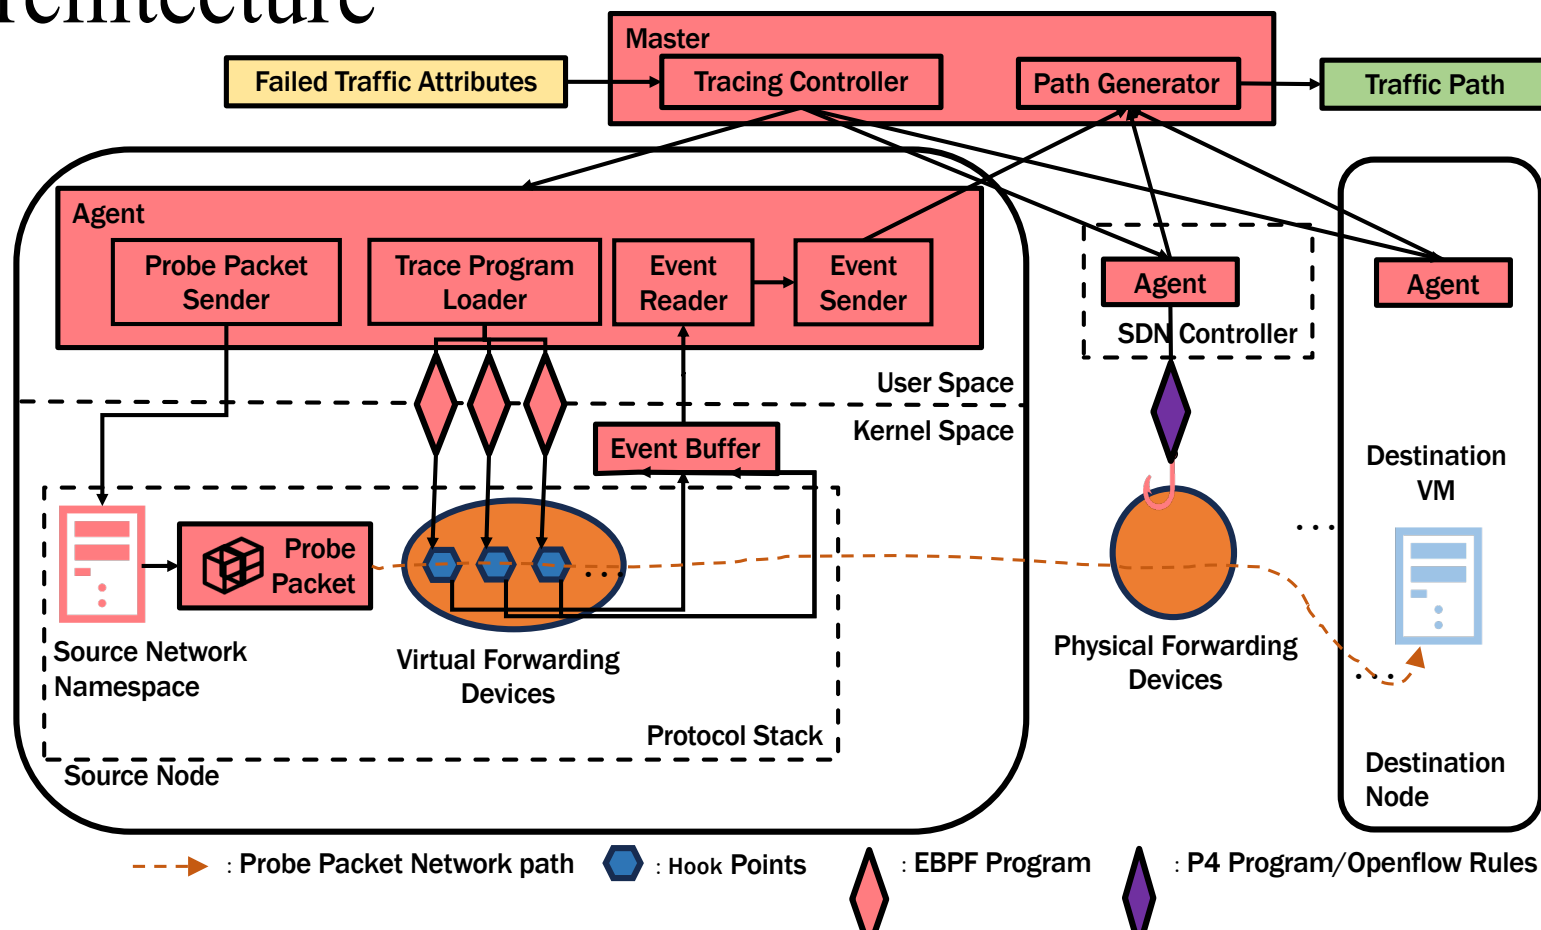 Master
Failed Traffic Attributes
Tracing Controller
Path Generator
Traffic Path
Agent
Probe Packet
Sender
Trace Program
Loader
Event
Reader
Event
Sender
Agent
SDN Controller
Agent
User Space
Kernel Space
Event Buffer
Probe
Packet
Source Network
Namespace
Virtual Forwarding
Devices
Protocol Stack
Source Node
Physical Forwarding
Devices
...
...
...
Destination
VM
Destination
Node
: Probe Packet Network path
: Hook Points
: EBPF Program
: P4 Program/Openflow Rules